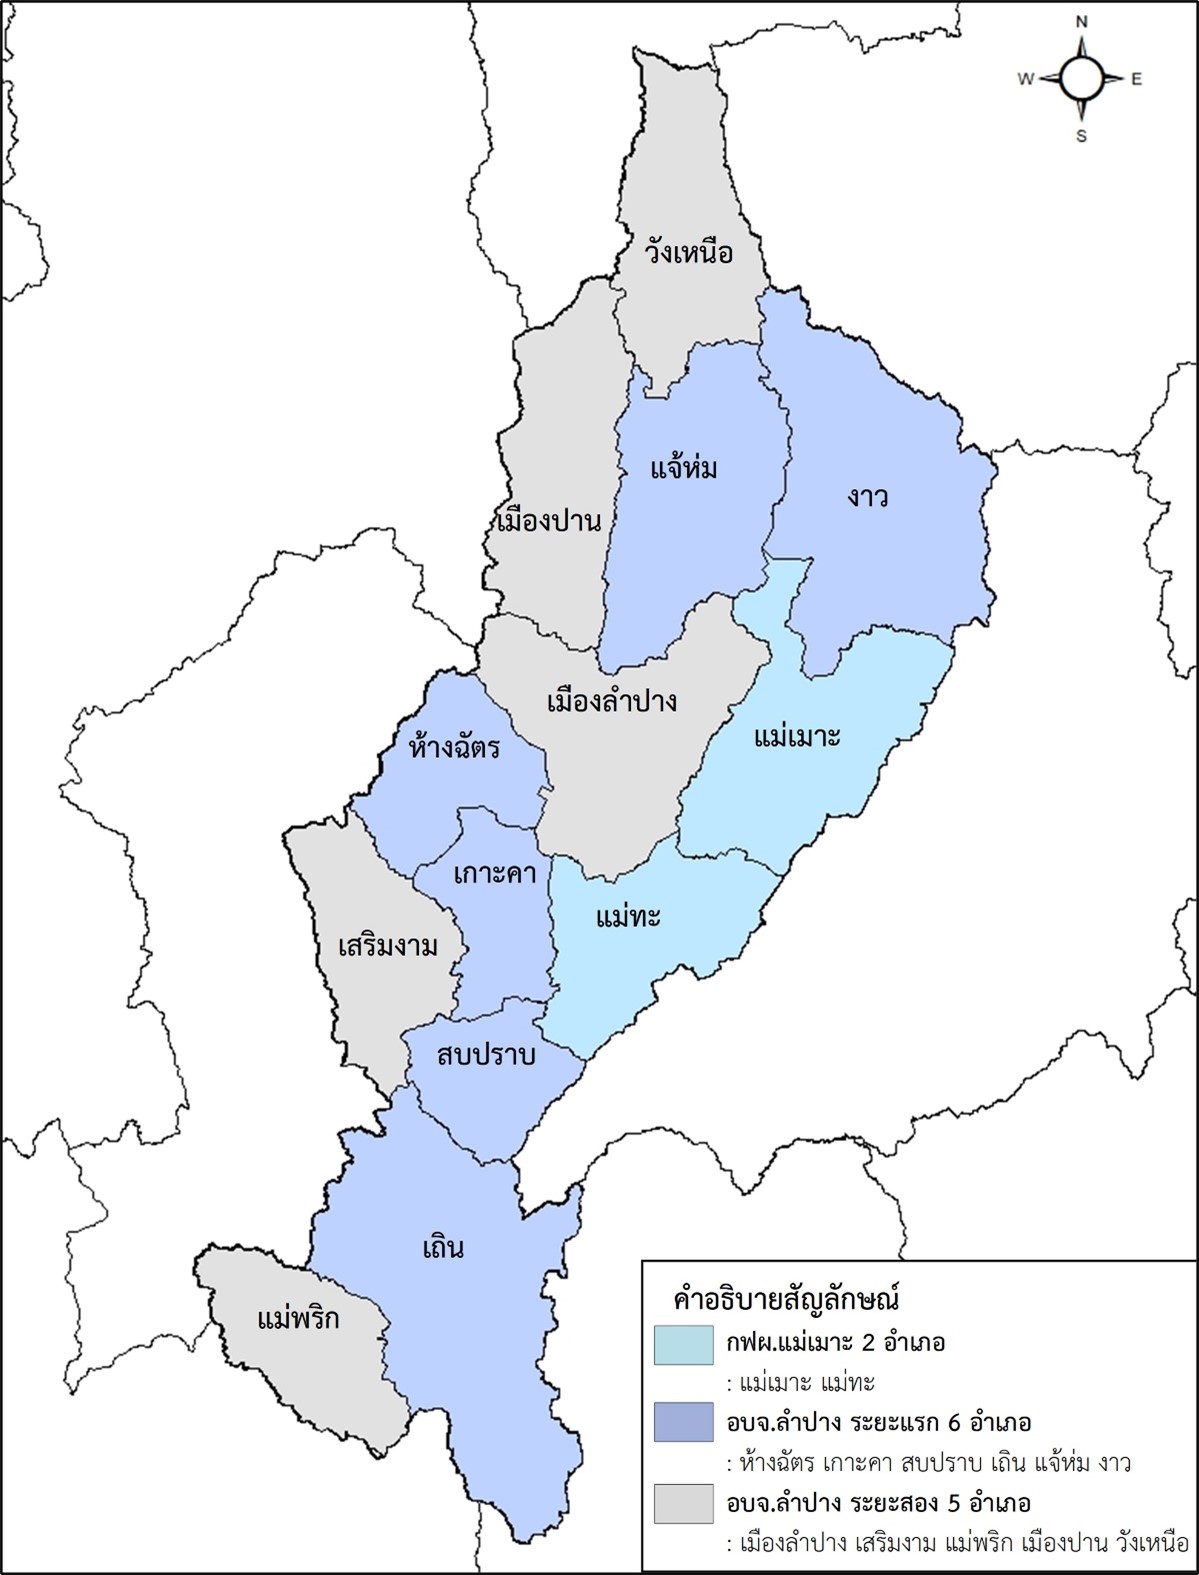 N
W E
S
วังเหนือ
แจ้ห่ม
งาว
เมืองปาน
เมืองลำปาง
แม่เมาะ
ห้างฉัตร
เกาะคา
แม่ทะ
เสริมงาม
สบปราบ
เถิน
แม่พริก
คำอธิบายสัญลักษณ์
กฟผ.แม่เมาะ 2 อำเภอ
: แม่เมาะ แม่ทะ
อบจ.ลำปาง ระยะแรก 6 อำเภอ
: ห้างฉัตร เกาะคา สบปราบ เถิน แจ้ห่ม งาว
อบจ.ลำปาง ระยะสอง 5 อำเภอ
: เมืองลำปาง เสริมงาม แม่พริก เมืองปาน วังเหนือ